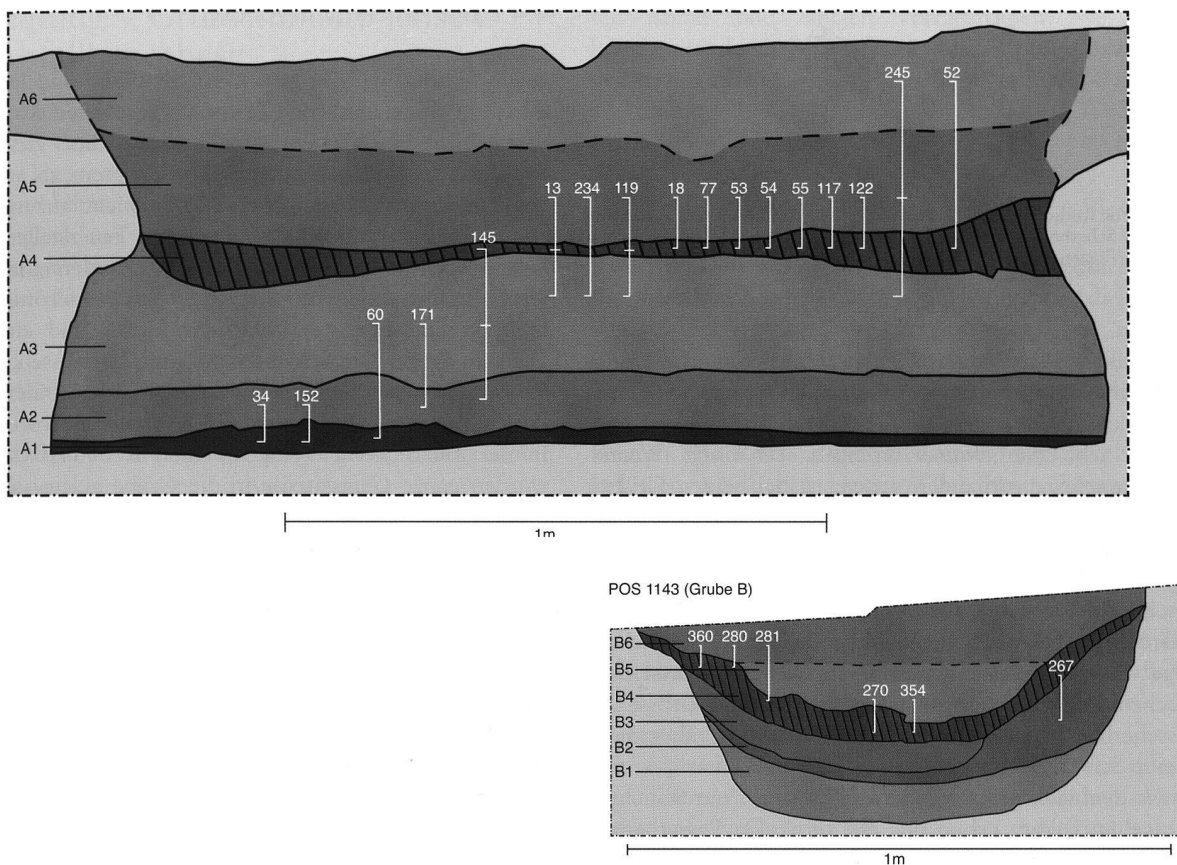 A6
245 52
A5
13 234 119 18 77 53 54 55 117 122
145
A4
60 171
A3
34 152
A2
A1
1m
POS 1143 (Grube B)
B6 360 280 281
B5 267
B4 270 354
B3
B2
B1
1m